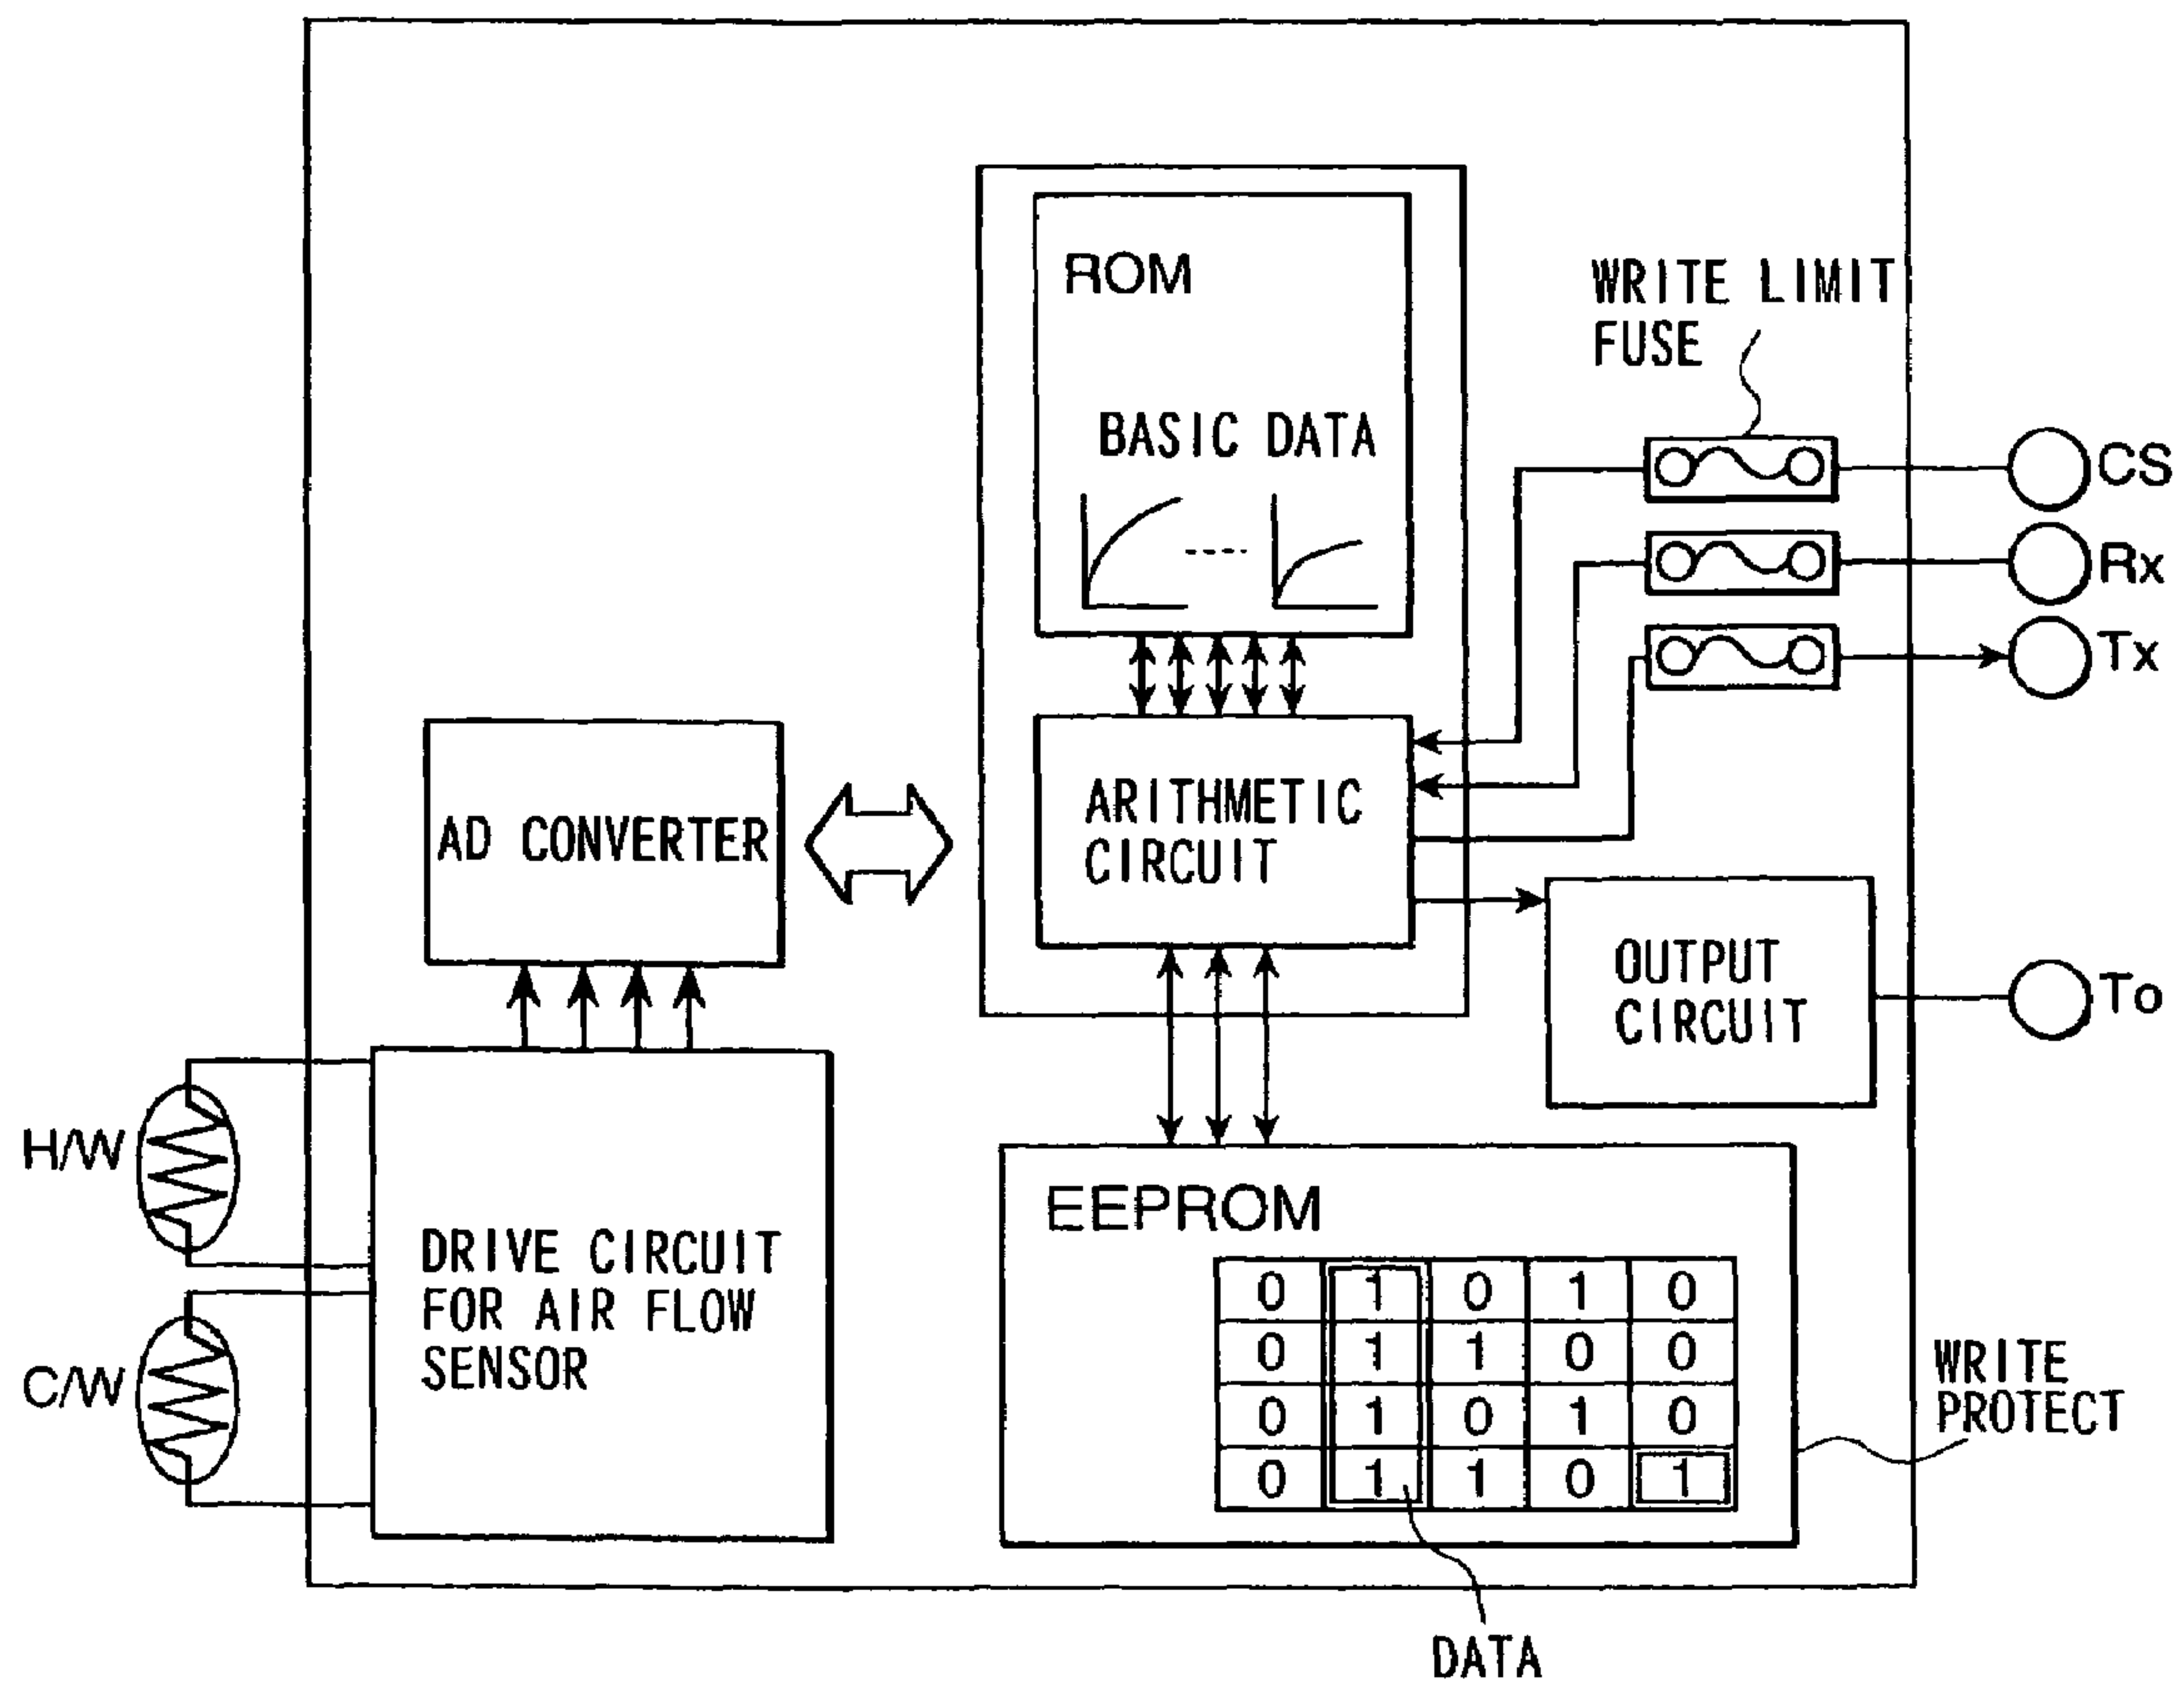 ROM
WRITE LIMIT
FUSE
BASIC DATA
CS
Rx
Tx
AD CONVERTER
ARITHMETIC
CIRCUIT
OUTPUT
CIRCUIT
To
H/W
C/W
DRIVE CIRCUIT
FOR AIR FLOW
SENSOR
EEPROM
0 1 0 1 0
0 1 1 0 0
0 1 0 1 0
0 1 1 0 1
WRITE
PROTECT
DATA